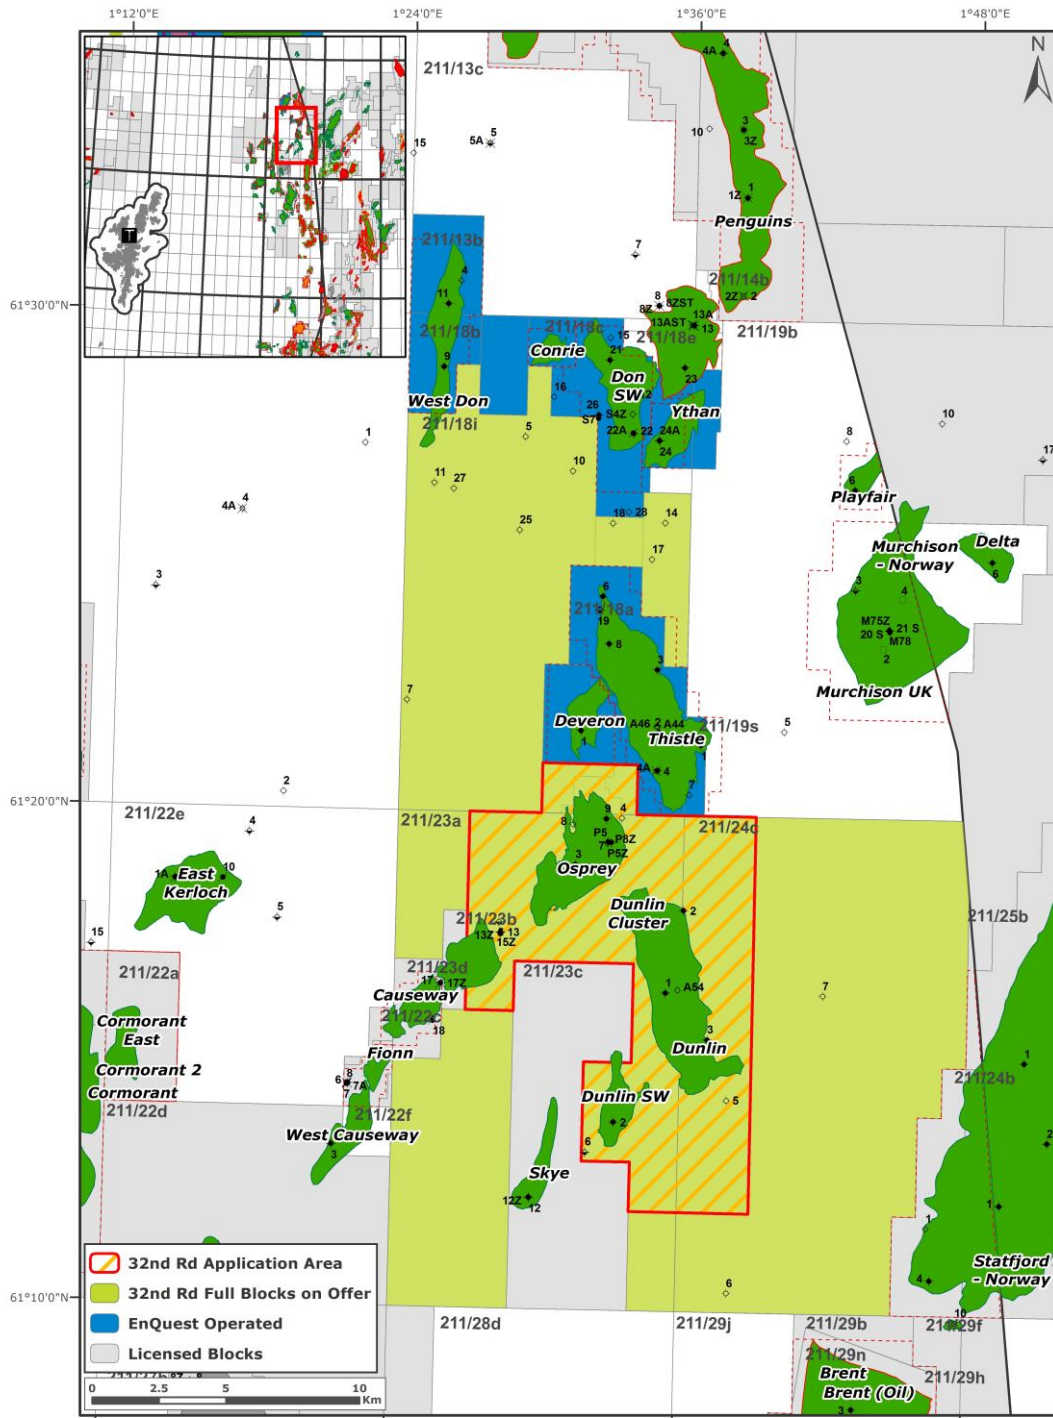 1°12'0"E
1°24'0"E
1°36'0"E
1°48'0"E
N
211/13c
4A 4
10
3
3Z
5
5A
15
1
1Z
Penguins
7
211/13b
4
11
211/14b
2Z 2
8
8ZST
8Z
13A
13AST
13
61°30'0"N
211/18b
211/18c
15
211/18e
211/19b
Conrie
21
9
Don
SW
2
23
West Don
16
26
S7
S4Z
Ythan
211/18i
5
22A
22
24A
24
1
10
8
10
17
11
27
6
Playfair
4
4A
25
18
28
14
17
Murchison
- Norway
Delta
6
3
6
211/18a
19
3
4
M75Z
21 S
20 S
M78
2
8
3
Murchison UK
7
Deveron
1
A46
2
A44
Thistle
211/19s
1
5
4A
4
7
61°20'0"N
2
211/22e
4
211/23a
9
4
211/24c
8
P5
P8Z
7
P5Z
3
Osprey
1A
10
East
Kerloch
5
Dunlin
Cluster
2
15
211/23b
13Z
13
15Z
211/25b
211/22a
211/23d
17
17Z
211/23c
Causeway
1
A54
7
211/22c
18
3
Cormorant
East
Fionn
Dunlin
1
Cormorant 2
Cormorant
6
8
7A
7
211/24b
211/22d
211/22f
Dunlin SW
5
2
West Causeway
3
6
2
Skye
12Z
12
1
1
Statfjord
- Norway
4
32nd Rd Application Area
32nd Rd Full Blocks on Offer
EnQuest Operated
Licensed Blocks
61°10'0"N
6
10
211/28d
211/29j
211/29b
211/29f
211/29n
211/29h
Brent
Brent (Oil)
3
0
2.5
5
10
Km